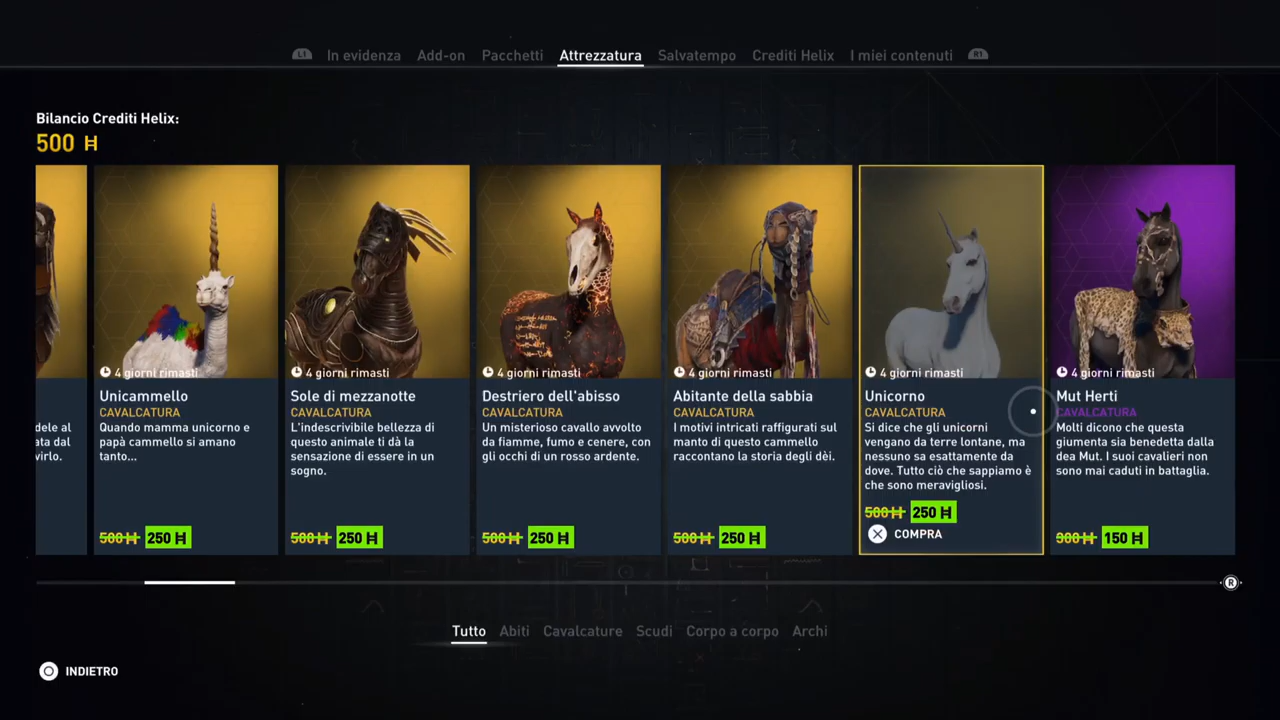 L1 In evidenza Add-on Pacchetti Attrezzatura Salvatempo Crediti Helix I miei contenuti R1
Bilancio Crediti Helix:
500 H
dele al
ata dal
virlo.
4 giorni rimasti
Unicammello
CAVALCATURA
Quando mamma unicorno e
papà cammello si amano
tanto...
500 H 250 H
4 giorni rimasti
Sole di mezzanotte
CAVALCATURA
L'indescrivibile bellezza di
questo animale ti dà la
sensazione di essere in un
sogno.
500 H 250 H
4 giorni rimasti
Destriero dell'abisso
CAVALCATURA
Un misterioso cavallo avvolto
da fiamme, fumo e cenere, con
gli occhi di un rosso ardente.
500 H 250 H
4 giorni rimasti
Abitante della sabbia
CAVALCATURA
I motivi intricati raffigurati sul
manto di questo cammello
raccontano la storia degli dèi.
500 H 250 H
4 giorni rimasti
Unicorno
CAVALCATURA
Si dice che gli unicorni
vengano da terre lontane, ma
nessuno sa esattamente da
dove. Tutto ciò che sappiamo è
che sono meravigliosi.
500 H 250 H
COMPRA
4 giorni rimasti
Mut Herti
CAVALCATURA
Molti dicono che questa
giumenta sia benedetta dalla
dea Mut. I suoi cavalieri non
sono mai caduti in battaglia.
300 H 150 H
R
Tutto Abiti Cavalcature Scudi Corpo a corpo Archi
INDIETRO